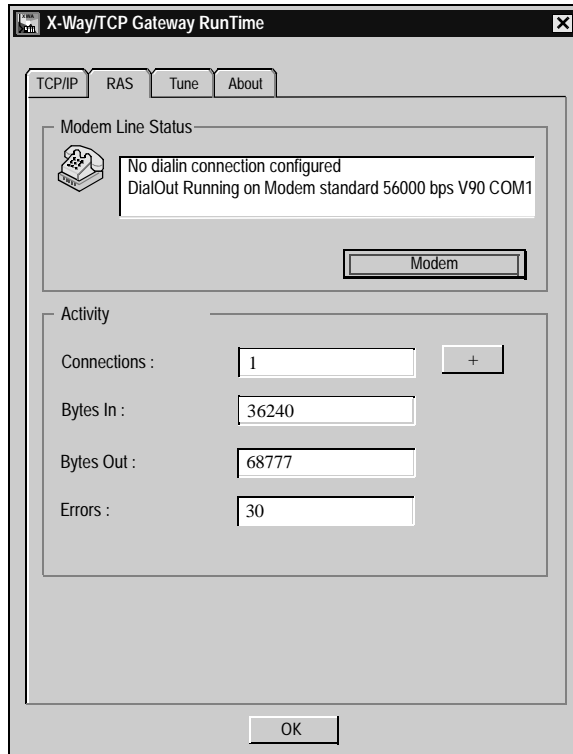 X-Way/TCP Gateway RunTime
TCP/IP RAS Tune About
Modem Line Status
No dialin connection configured
DialOut Running on Modem standard 56000 bps V90 COM1
Modem
Activity
Connections : 1 +
Bytes In : 36240
Bytes Out : 68777
Errors : 30
OK